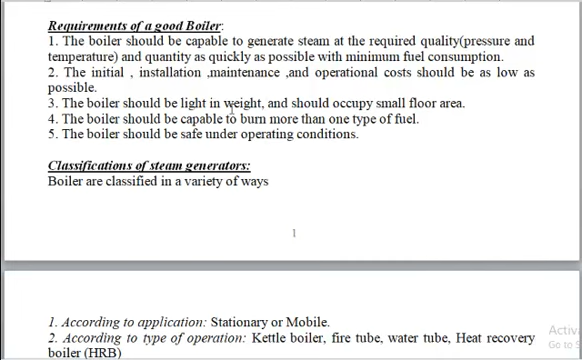 Requirements of a good Boiler:
1. The boiler should be capable to generate steam at the required quality(pressure and
temperature) and quantity as quickly as possible with minimum fuel consumption.
2. The initial , installation ,maintenance ,and operational costs should be as low as
possible.
3. The boiler should be light in weight, and should occupy small floor area.
4. The boiler should be capable to burn more than one type of fuel.
5. The boiler should be safe under operating conditions.
Classifications of steam generators:
Boiler are classified in a variety of ways
1
1. According to application: Stationary or Mobile.
2. According to type of operation: Kettle boiler, fire tube, water tube, Heat recovery
boiler (HRB)
Activ
Go to S